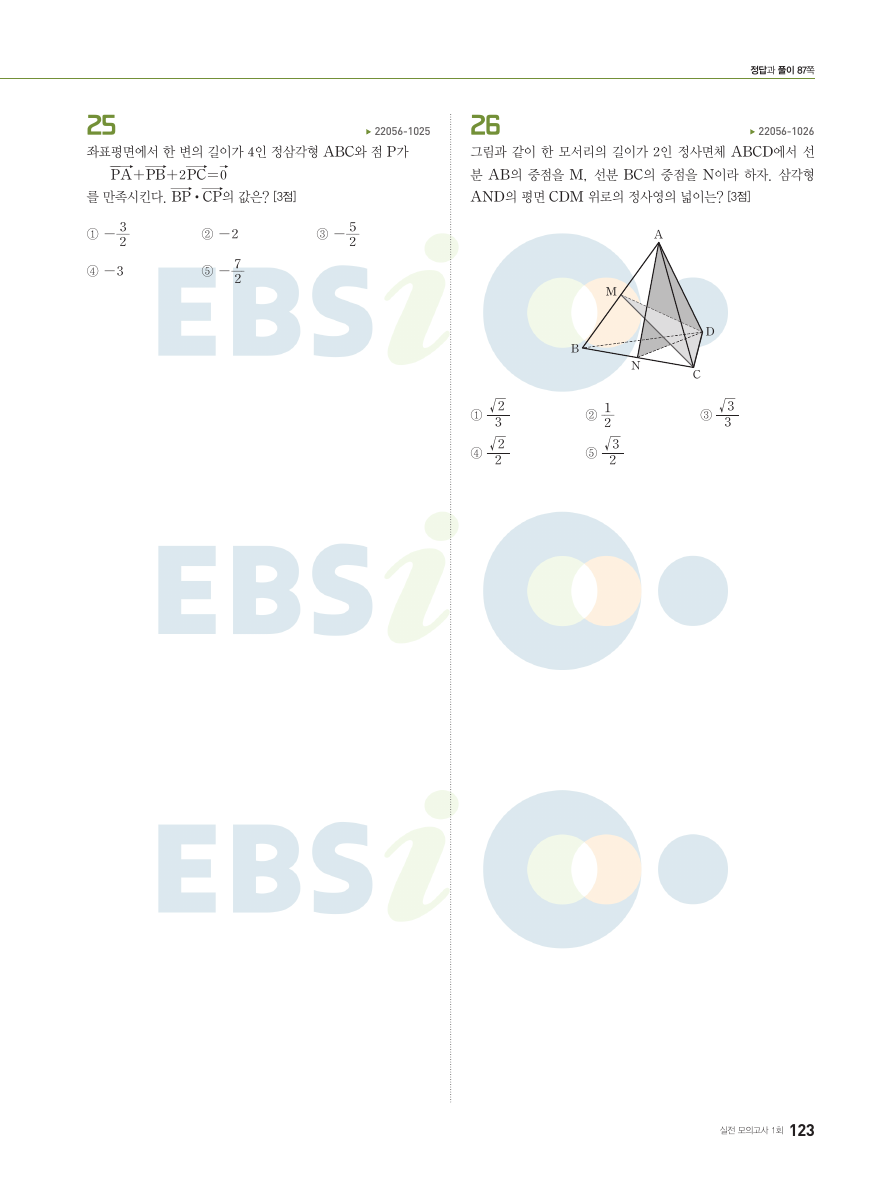 정답과 풀이 87쪽
25
▶ 22056-1025
좌표평면에서 한 변의 길이가 4인 정삼각형 ABC와 점 P가
$\overrightarrow{PA}+\overrightarrow{PB}+2\overrightarrow{PC}=\vec{0}$
를 만족시킨다. $\overrightarrow{BP}\cdot\overrightarrow{CP}$의 값은? [3점]
① $-\frac{3}{2}$ ② −2 ③ $-\frac{5}{2}$
④ −3 ⑤ $-\frac{7}{2}$
26
▶ 22056-1026
그림과 같이 한 모서리의 길이가 2인 정사면체 ABCD에서 선
분 AB의 중점을 M, 선분 BC의 중점을 N이라 하자. 삼각형
AND의 평면 CDM 위로의 정사영의 넓이는? [3점]
A
M
D
B
N
C
① $\frac{\sqrt{2}}{3}$ ② $\frac{1}{2}$ ③ $\frac{\sqrt{3}}{3}$
④ $\frac{\sqrt{2}}{2}$ ⑤ $\frac{\sqrt{3}}{2}$
EBSi
EBSi
EBSi
실전 모의고사 1회 123